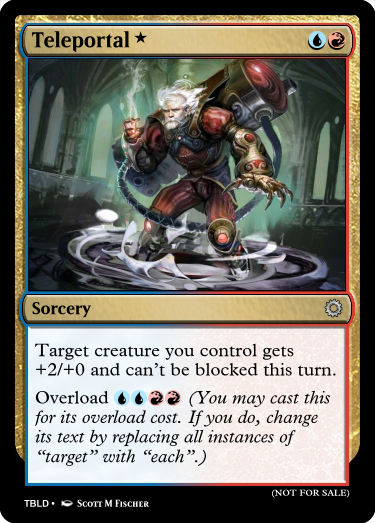 Teleportal ★
Sorcery
Target creature you control gets
+2/+0 and can't be blocked this turn.
Overload (You may cast this
for its overload cost. If you do, change
its text by replacing all instances of
“target” with “each”.)
(NOT FOR SALE)
TBLD • Scott M Fischer